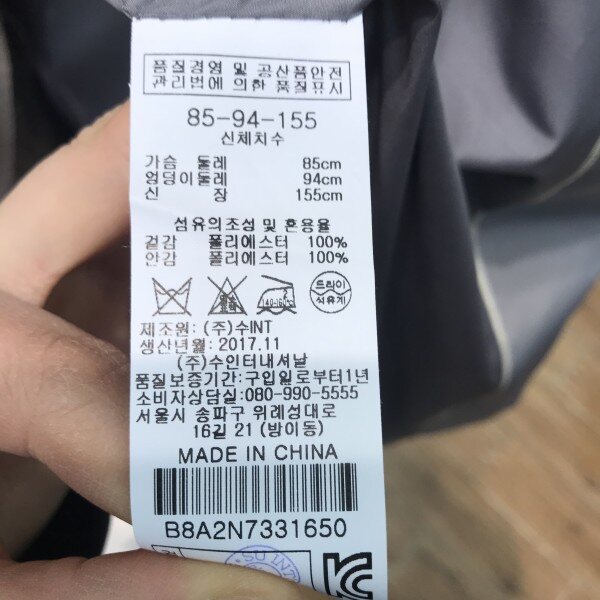 품질경영 및 공산품안전
관리법에 의한 품질표시
85-94-155
신체치수
가슴 둘레 85cm
엉덩이둘레 94cm
신 장 155cm
섬유의조성 및 혼용율
겉감 폴리에스터 100%
안감 폴리에스터 100%
140-160℃
드라이
석유계
제조원: (주)수INT
생산년월: 2017.11
(주)수인터내셔날
품질보증기간:구입일로부터1년
소비자상담실:080-990-5555
서울시 송파구 위례성대로
16길 21 (방이동)
MADE IN CHINA
B8A2N7331650
SU INT